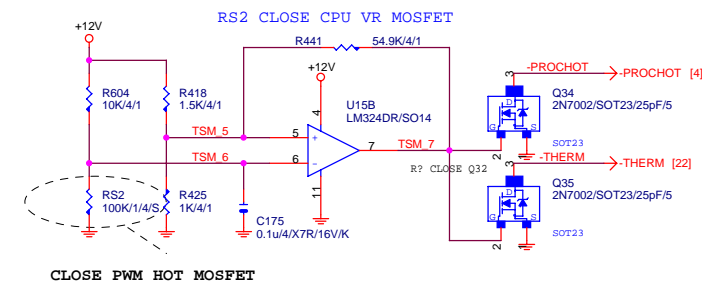 RS2 CLOSE CPU VR MOSFET
+12V
R441
54.9K/4/1
+12V
R604
10K/4/1
R418
1.5K/4/1
U15B
LM324DR/SO14
4
TSM_5
5
+
TSM_6
6
-
7
TSM_7
11
R? CLOSE Q32
RS2
100K/1/4/S
R425
1K/4/1
C175
0.1u/4/X7R/16V/K
3
-PROCHOT
-PROCHOT [4]
Q34
2N7002/SOT23/25pF/5
D
G
S
2
1
SOT23
3
-THERM
-THERM [22]
Q35
2N7002/SOT23/25pF/5
D
G
S
2
1
SOT23
CLOSE PWM HOT MOSFET